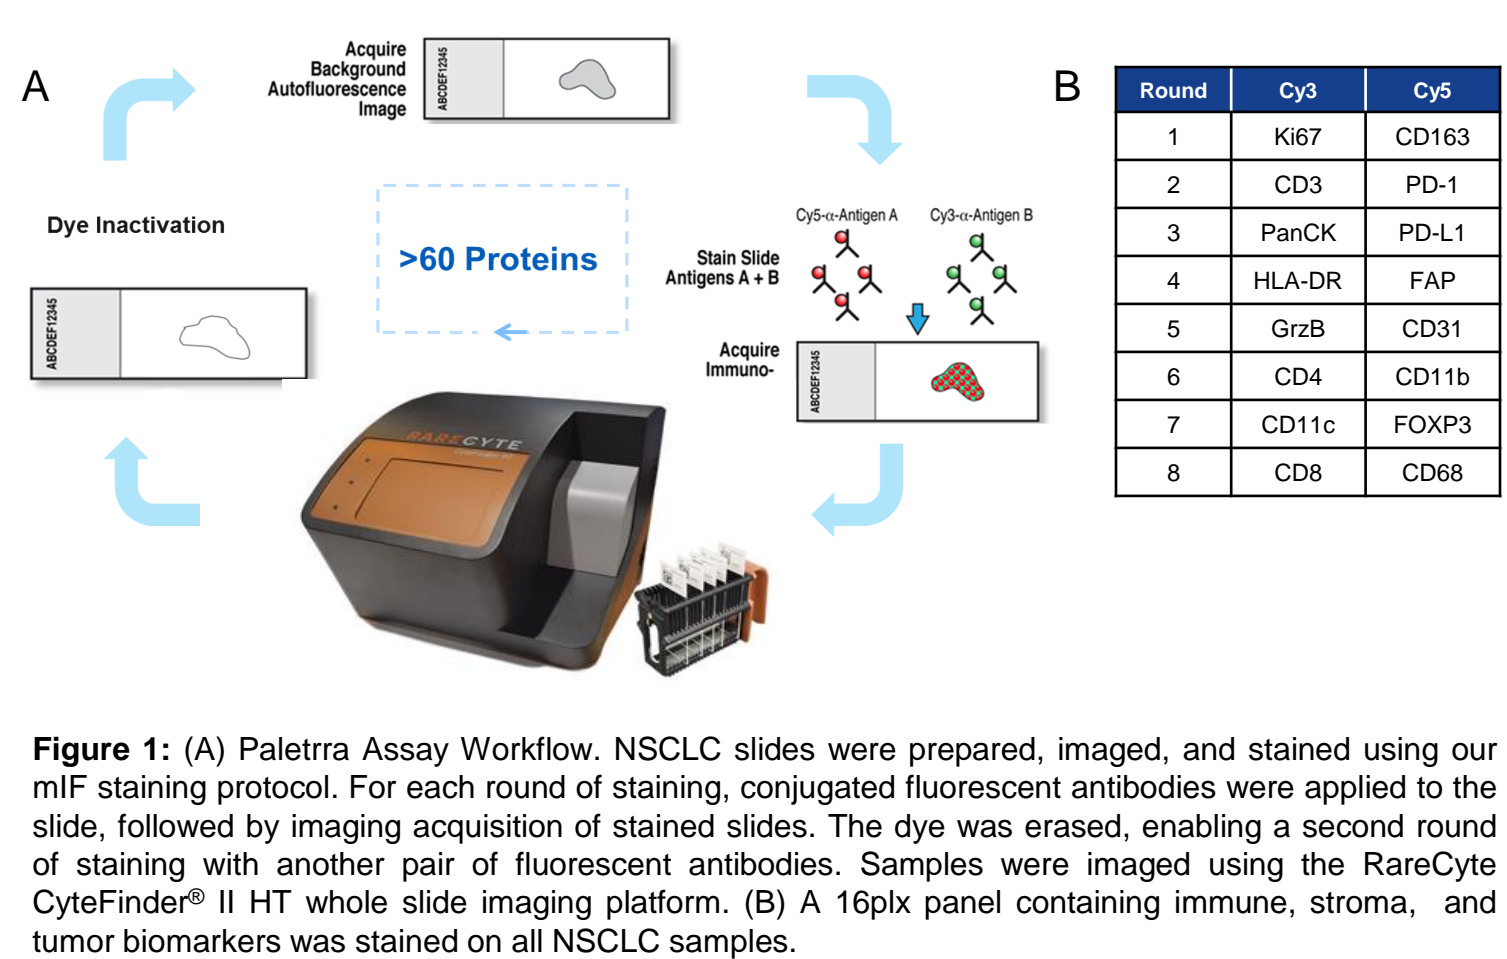 A
Acquire
Background
Autofluorescence
Image
ABCDEF12345
Dye Inactivation
ABCDEF12345
>60 Proteins
Cy5-α-Antigen A
Cy3-α-Antigen B
Stain Slide
Antigens A + B
Acquire
Immuno-
ABCDEF12345
RARECYTE
B
Round Cy3 Cy5
1 Ki67 CD163
2 CD3 PD-1
3 PanCK PD-L1
4 HLA-DR FAP
5 GrzB CD31
6 CD4 CD11b
7 CD11c FOXP3
8 CD8 CD68
Figure 1: (A) Paletrra Assay Workflow. NSCLC slides were prepared, imaged, and stained using our
mIF staining protocol. For each round of staining, conjugated fluorescent antibodies were applied to the
slide, followed by imaging acquisition of stained slides. The dye was erased, enabling a second round
of staining with another pair of fluorescent antibodies. Samples were imaged using the RareCyte
CyteFinder® II HT whole slide imaging platform. (B) A 16plx panel containing immune, stroma, and
tumor biomarkers was stained on all NSCLC samples.